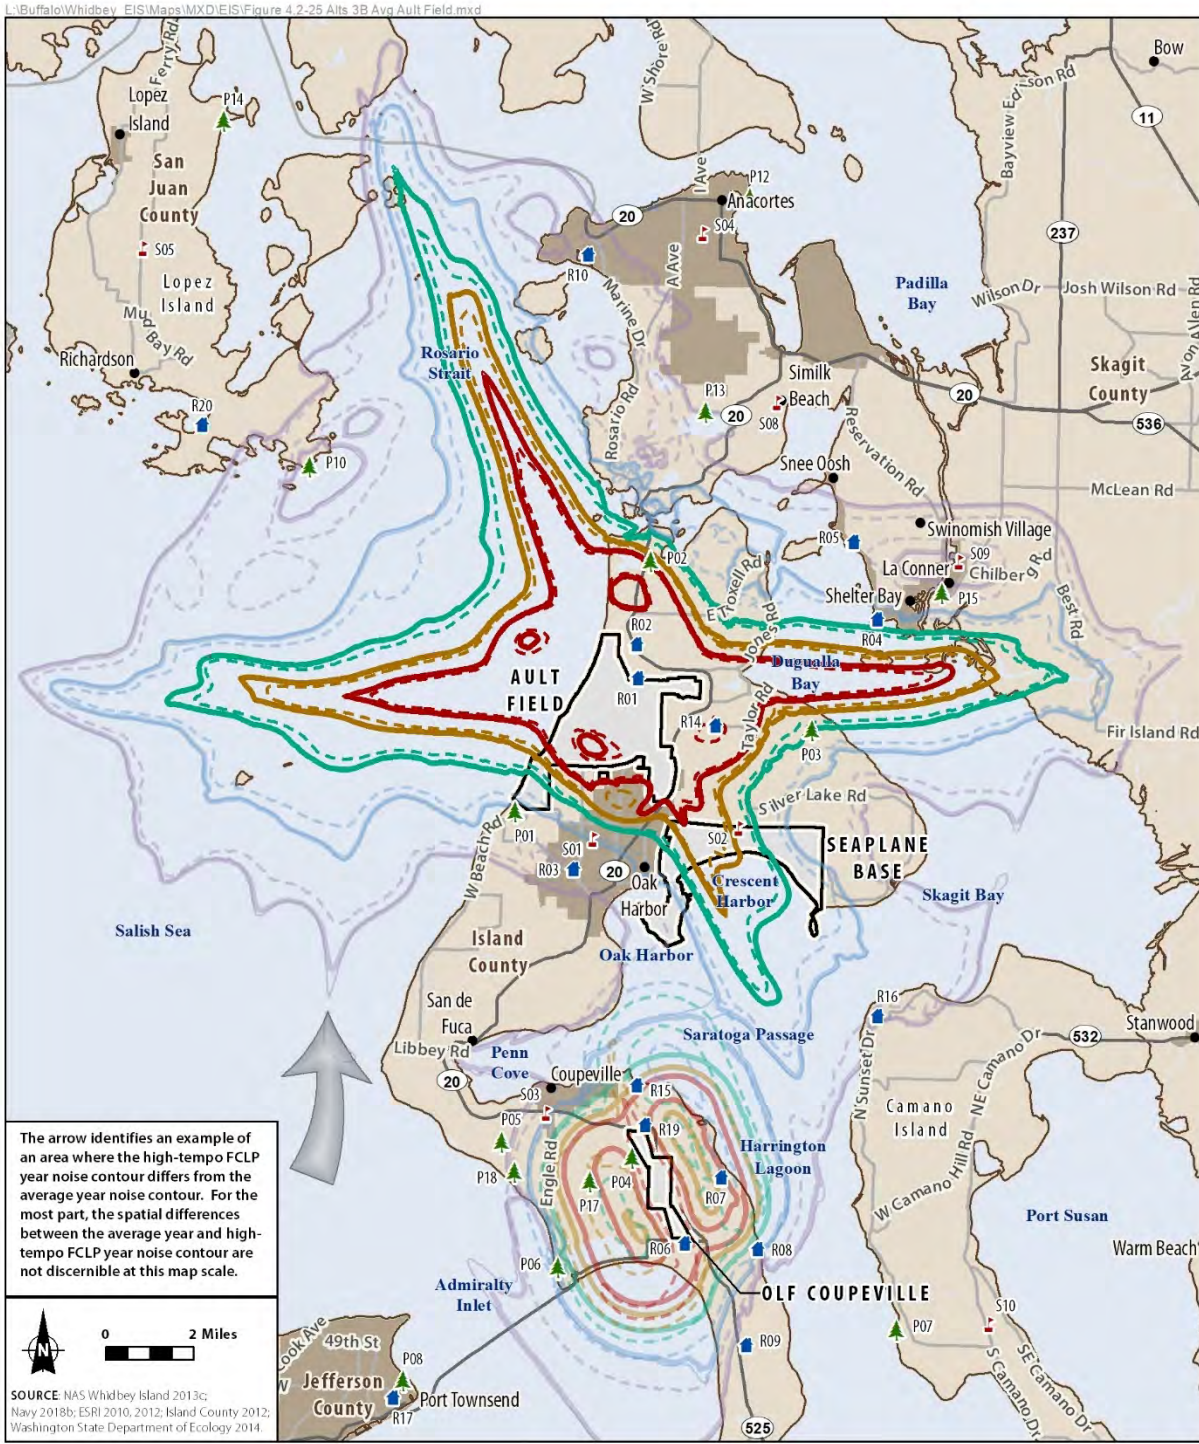 L:\Buffalo\Whidbey_EIS\Maps\MXD\EIS\Figure 4.2-25 Alts 3B Avg Ault Field.mxd
Ferry Rd
W Shore Rd
Bow
Lopez
Island
P14
Bayview Edison Rd
11
San
Juan
County
I Ave
P12
Anacortes
20
S04
237
S05
R10
A Ave
Lopez
Island
Marine Dr
Padilla
Bay
Wilson Dr
Josh Wilson Rd
Mud Bay Rd
Richardson
Rosario
Strait
Skagit
County
Similk
Beach
20
R20
P13
20
S08
536
Rosario Rd
Reservation Rd
P10
Snee Oosh
McLean Rd
Swinomish Village
R05
P02
S09
La Conner
Chilberg Rd
E Troxell Rd
Shelter Bay
P15
Best Rd
R02
Jones Rd
R04
AULT
FIELD
Dugualla
Bay
R01
R14
Taylor Rd
P03
Fir Island Rd
Silver Lake Rd
P01
S02
SEAPLANE
BASE
W Beach Rd
S01
R03
20
Oak
Harbor
Crescent
Harbor
Skagit Bay
Salish Sea
Island
County
Oak Harbor
San de
Fuca
R16
Stanwood
Saratoga Passage
532
Libbey Rd
Penn
Cove
20
Coupeville
N Sunset Dr
NE Camano Dr
S03
R15
Camano
Island
P05
R19
Harrington
Lagoon
P18
Engle Rd
P04
P17
R07
W Camano Hill Rd
Port Susan
R06
R08
Warm Beach
P06
Admiralty
Inlet
OLF COUPEVILLE
S10
P07
R09
S Camano Dr
SE Camano Dr
525
The arrow identifies an example of
an area where the high-tempo FCLP
year noise contour differs from the
average year noise contour. For the
most part, the spatial differences
between the average year and high-
tempo FCLP year noise contour are
not discernible at this map scale.
N
0 2 Miles
49th St
P08
Jefferson
County
Port Townsend
R17
SOURCE: NAS Whidbey Island 2013c;
Navy 2018b; ESRI 2010, 2012; Island County 2012;
Washington State Department of Ecology 2014.